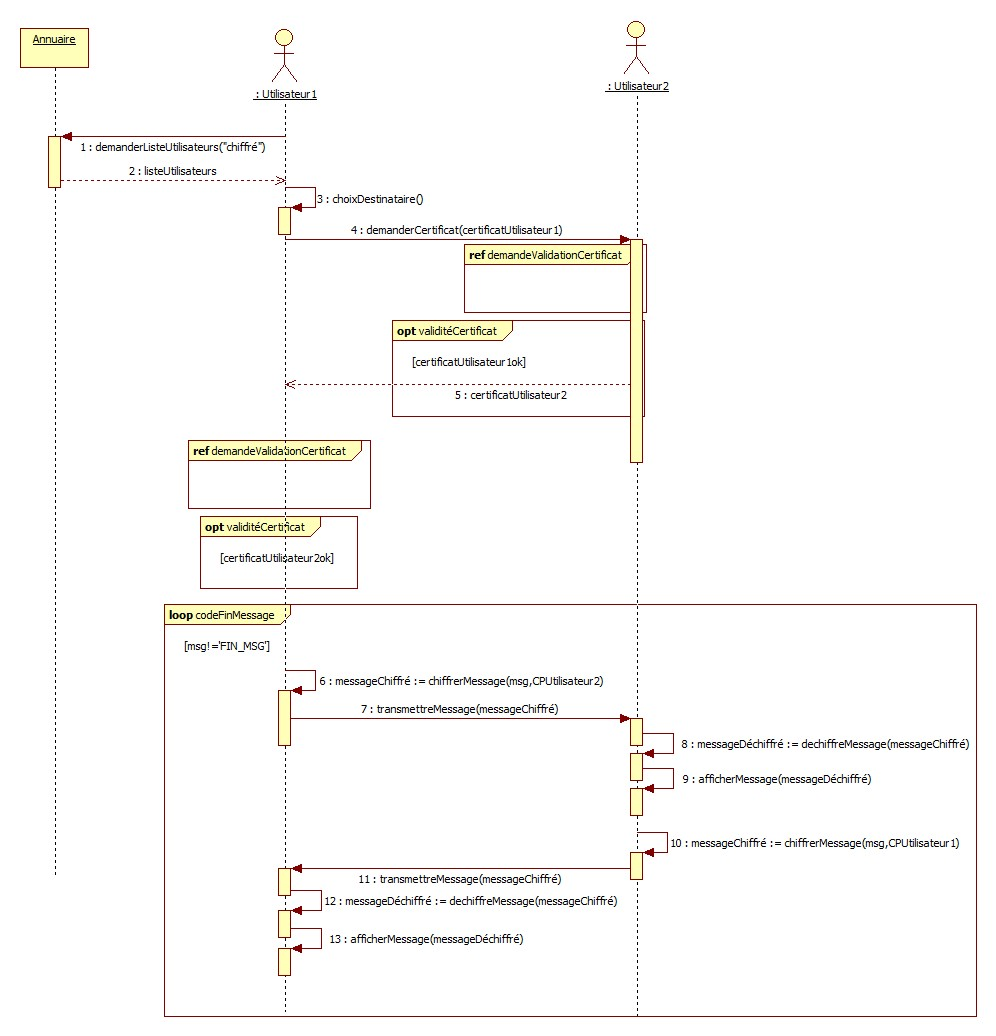 Annuaire
: Utilisateur1
: Utilisateur2
1 : demanderListeUtilisateurs("chiffré")
2 : listeUtilisateurs
3 : choixDestinataire()
4 : demanderCertificat(certificatUtilisateur1)
ref demandeValidationCertificat
opt validitéCertificat
[certificatUtilisateur1ok]
5 : certificatUtilisateur2
ref demandeValidationCertificat
opt validitéCertificat
[certificatUtilisateur2ok]
loop codeFinMessage
[msg!='FIN_MSG']
6 : messageChiffré := chiffrerMessage(msg,CPUtilisateur2)
7 : transmettreMessage(messageChiffré)
8 : messageDéchiffré := dechiffreMessage(messageChiffré)
9 : afficherMessage(messageDéchiffré)
10 : messageChiffré := chiffrerMessage(msg,CPUtilisateur1)
11 : transmettreMessage(messageChiffré)
12 : messageDéchiffré := dechiffreMessage(messageChiffré)
13 : afficherMessage(messageDéchiffré)